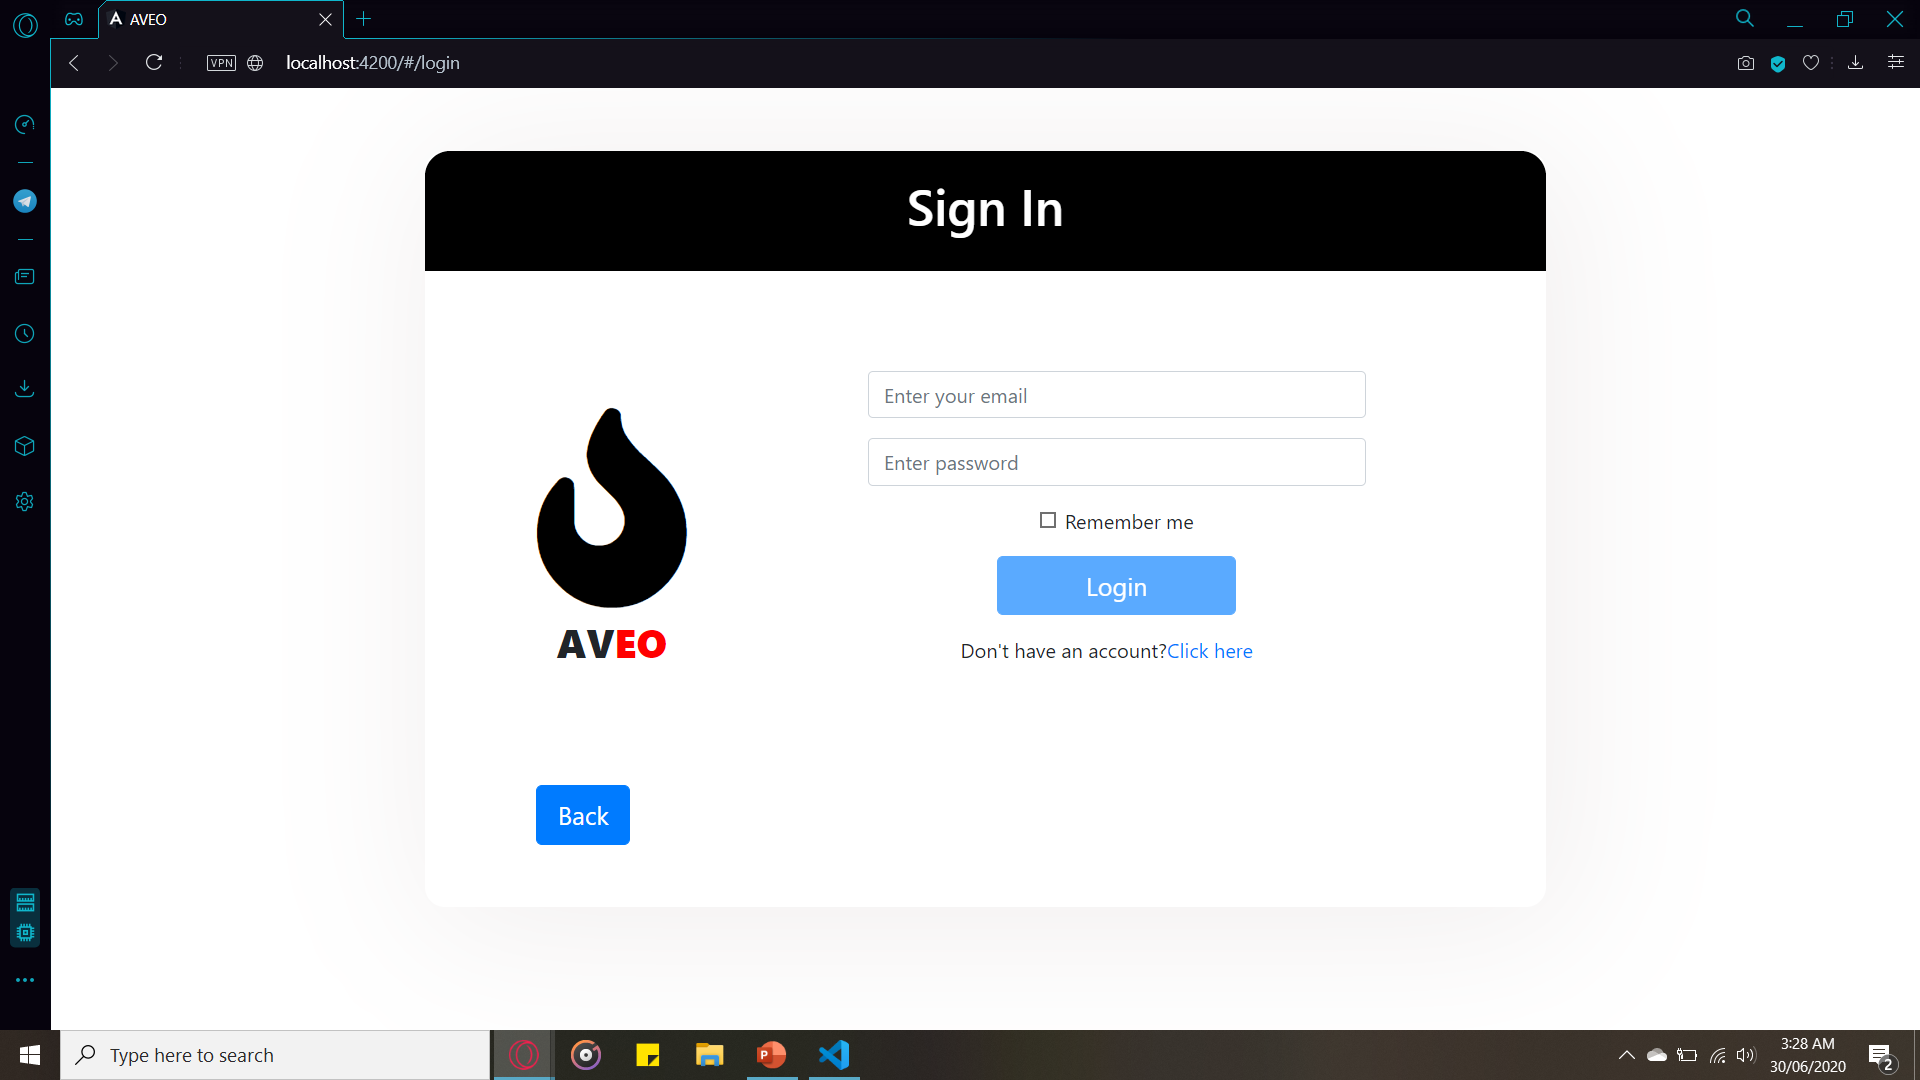 AVEO
VPN
localhost:4200/#/login
Sign In
Enter your email
Enter password
Remember me
Login
Don't have an account?Click here
AVEO
Back
Type here to search
P
3:28 AM
30/06/2020
2